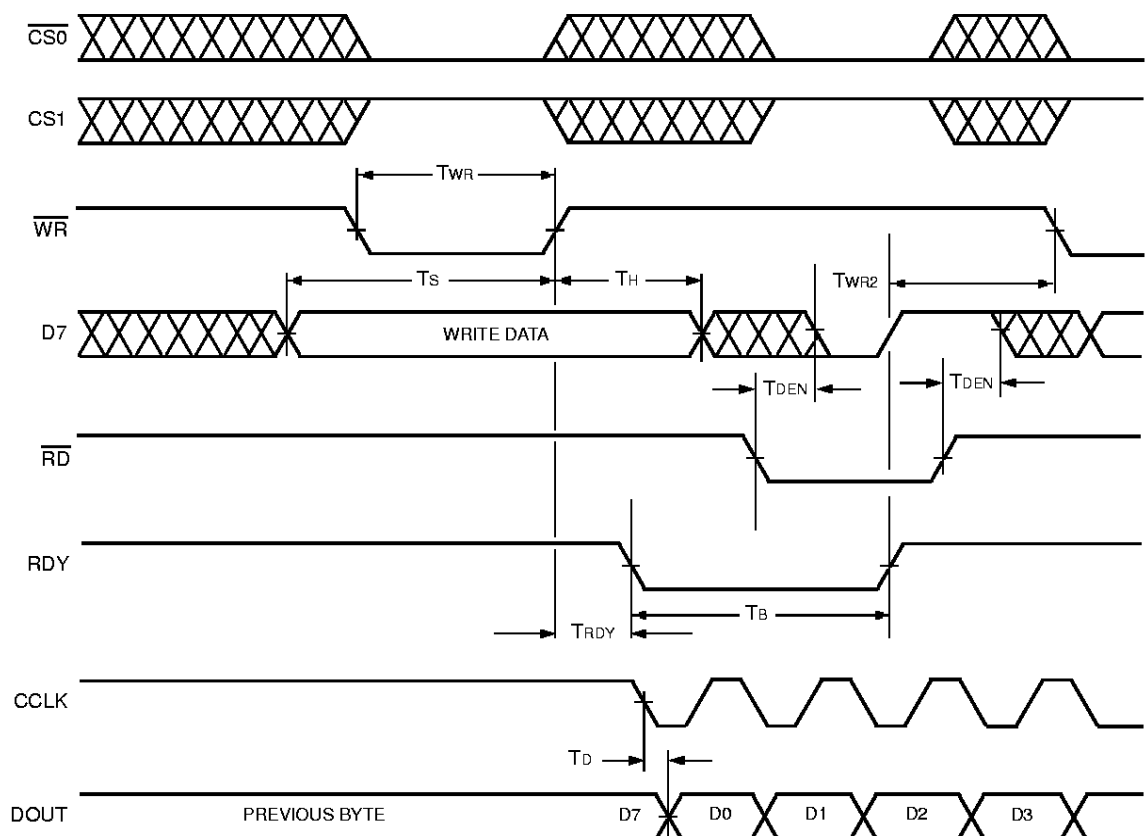 CS0
CS1
TWR
WR
TS TH TWR2
D7 WRITE DATA
TDEN TDEN
RD
RDY
TB
TRDY
CCLK
TD
DOUT PREVIOUS BYTE D7 D0 D1 D2 D3